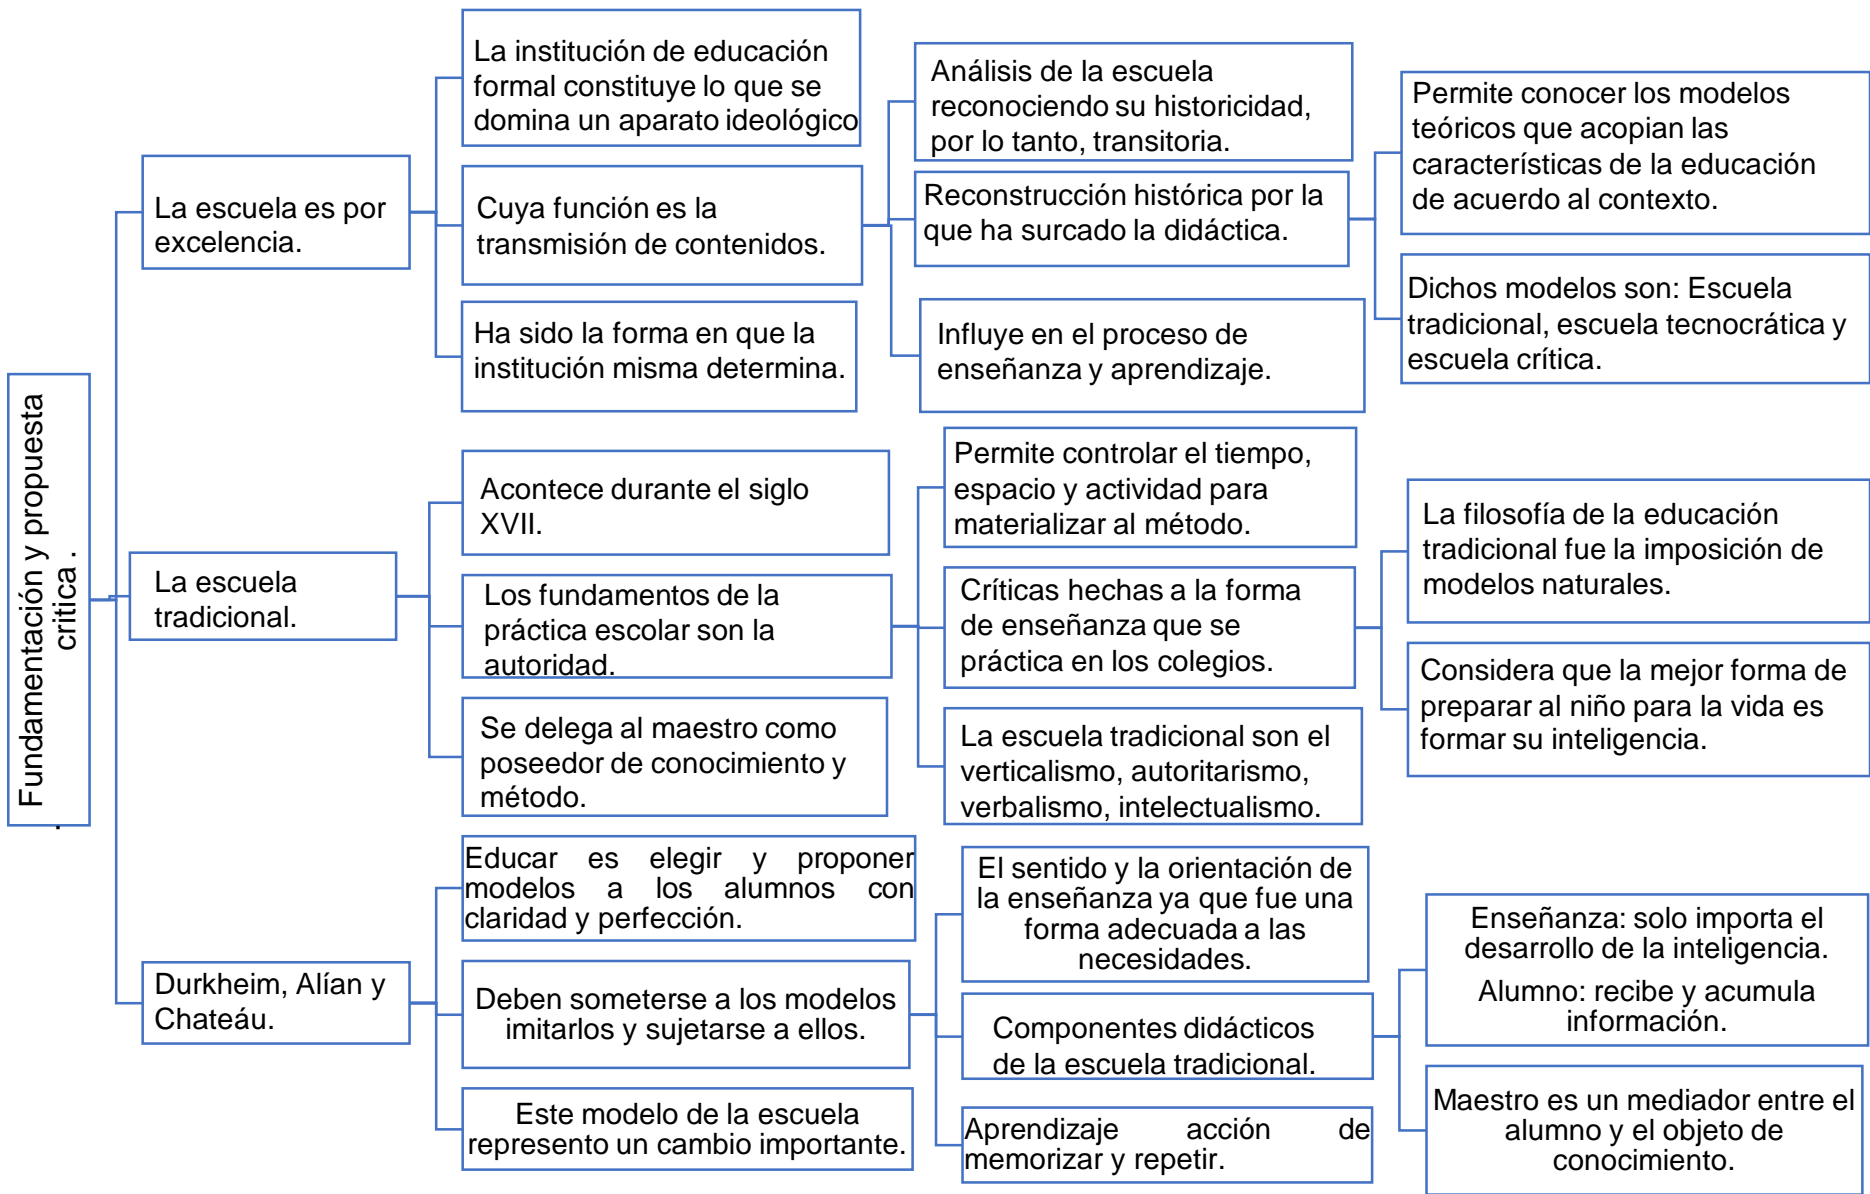 Fundamentación y propuesta
critica .
.
La escuela es por
excelencia.
La institución de educación
formal constituye lo que se
domina un aparato ideológico
Cuya función es la
transmisión de contenidos.
Ha sido la forma en que la
institución misma determina.
Análisis de la escuela
reconociendo su historicidad,
por lo tanto, transitoria.
Reconstrucción histórica por la
que ha surcado la didáctica.
Influye en el proceso de
enseñanza y aprendizaje.
Permite conocer los modelos
teóricos que acopian las
características de la educación
de acuerdo al contexto.
Dichos modelos son: Escuela
tradicional, escuela tecnocrática y
escuela crítica.
La escuela
tradicional.
Acontece durante el siglo
XVII.
Los fundamentos de la
práctica escolar son la
autoridad.
Se delega al maestro como
poseedor de conocimiento y
método.
Permite controlar el tiempo,
espacio y actividad para
materializar al método.
Críticas hechas a la forma
de enseñanza que se
práctica en los colegios.
La escuela tradicional son el
verticalismo, autoritarismo,
verbalismo, intelectualismo.
La filosofía de la educación
tradicional fue la imposición de
modelos naturales.
Considera que la mejor forma de
preparar al niño para la vida es
formar su inteligencia.
Durkheim, Alían y
Chateáu.
Educar es elegir y proponer
modelos a los alumnos con
claridad y perfección.
Deben someterse a los modelos
imitarlos y sujetarse a ellos.
Este modelo de la escuela
represento un cambio importante.
El sentido y la orientación de
la enseñanza ya que fue una
forma adecuada a las
necesidades.
Componentes didácticos
de la escuela tradicional.
Aprendizaje acción de
memorizar y repetir.
Enseñanza: solo importa el
desarrollo de la inteligencia.
Alumno: recibe y acumula
información.
Maestro es un mediador entre el
alumno y el objeto de
conocimiento.